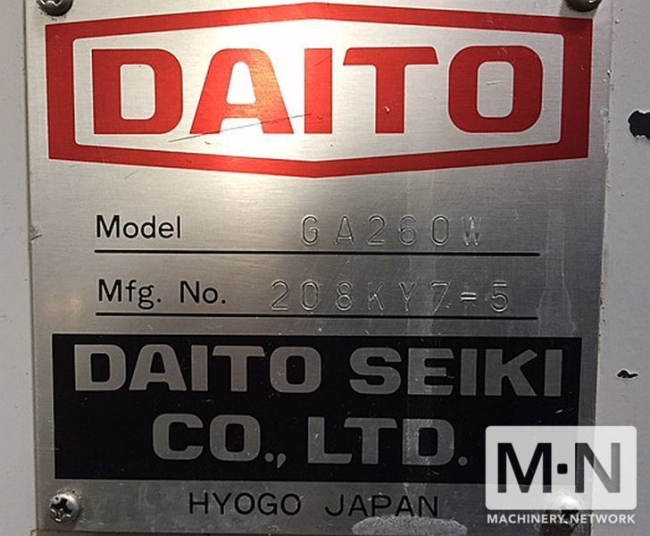 DAITO
Model GA260W
Mfg. No. 208KY7-5
DAITO SEIKI
CO., LTD.
HYOGO JAPAN
M·N
MACHINERY NETWORK